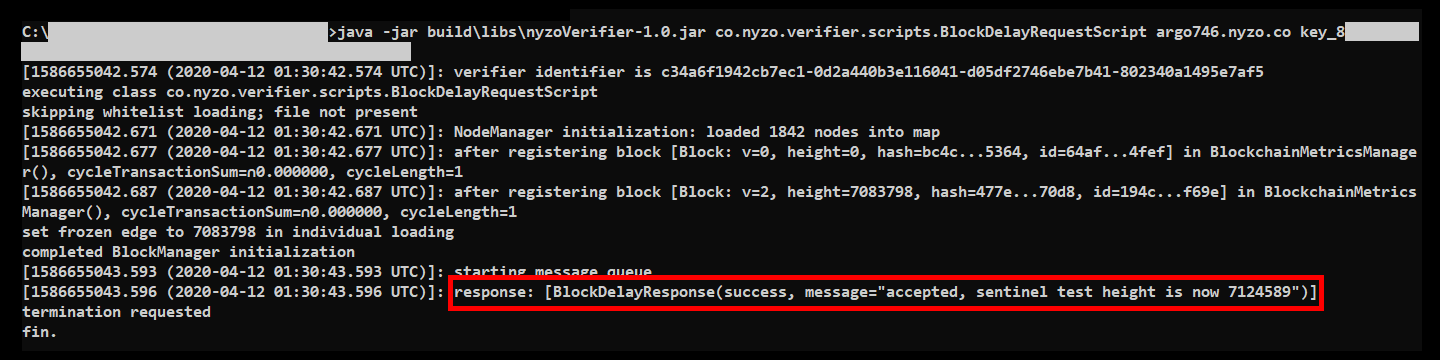 C:\ >java -jar build\libs\nyzoVerifier-1.0.jar co.nyzo.verifier.scripts.BlockDelayRequestScript argo746.nyzo.co key_8
[1586655042.574 (2020-04-12 01:30:42.574 UTC)]: verifier identifier is c34a6f1942cb7ec1-0d2a440b3e116041-d05df2746ebe7b41-802340a1495e7af5
executing class co.nyzo.verifier.scripts.BlockDelayRequestScript
skipping whitelist loading; file not present
[1586655042.671 (2020-04-12 01:30:42.671 UTC)]: NodeManager initialization: loaded 1842 nodes into map
[1586655042.677 (2020-04-12 01:30:42.677 UTC)]: after registering block [Block: v=0, height=0, hash=bc4c...5364, id=64af...4fef] in BlockchainMetricsManage
r(), cycleTransactionSum=∩0.000000, cycleLength=1
[1586655042.687 (2020-04-12 01:30:42.687 UTC)]: after registering block [Block: v=2, height=7083798, hash=477e...70d8, id=194c...f69e] in BlockchainMetrics
Manager(), cycleTransactionSum=∩0.000000, cycleLength=1
set frozen edge to 7083798 in individual loading
completed BlockManager initialization
[1586655043.593 (2020-04-12 01:30:43.593 UTC)]: starting message queue
[1586655043.596 (2020-04-12 01:30:43.596 UTC)]: response: [BlockDelayResponse(success, message="accepted, sentinel test height is now 7124589")]
termination requested
fin.